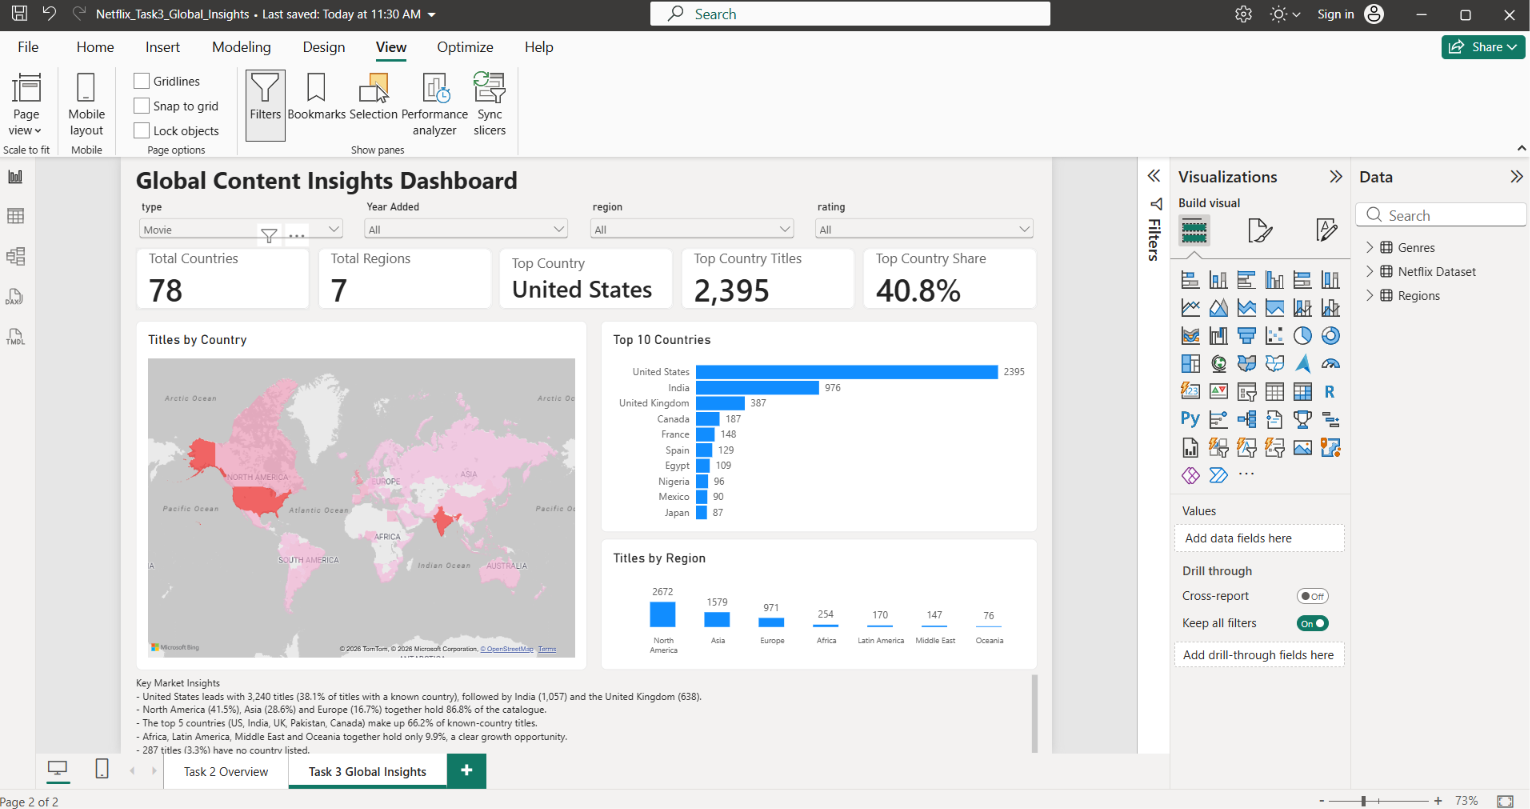 Netflix_Task3_Global_Insights • Last saved: Today at 11:30 AM
Search
Sign in
File Home Insert Modeling Design View Optimize Help
Share
Page view
Mobile layout
Gridlines
Snap to grid
Lock objects
Filters
Bookmarks
Selection
Performance analyzer
Sync slicers
Scale to fit
Mobile
Page options
Show panes
DAX
TMDL
Global Content Insights Dashboard
type
Movie
Year Added
All
region
All
rating
All
Total Countries
78
Total Regions
7
Top Country
United States
Top Country Titles
2,395
Top Country Share
40.8%
Titles by Country
Arctic Ocean
Arctic Oc
NORTH AMERICA
EUROPE
ASIA
Pacific Ocean
Atlantic Ocean
Pacific Oc
AFRICA
SOUTH AMERICA
Indian Ocean
AUSTRALIA
A
Microsoft Bing
© 2026 TomTom, © 2026 Microsoft Corporation, © OpenStreetMap Terms
ANTARCTICA
Top 10 Countries
United States 2395
India 976
United Kingdom 387
Canada 187
France 148
Spain 129
Egypt 109
Nigeria 96
Mexico 90
Japan 87
Titles by Region
2672 1579 971 254 170 147 76
North America
Asia
Europe
Africa
Latin America
Middle East
Oceania
Key Market Insights
- United States leads with 3,240 titles (38.1% of titles with a known country), followed by India (1,057) and the United Kingdom (638).
- North America (41.5%), Asia (28.6%) and Europe (16.7%) together hold 86.8% of the catalogue.
- The top 5 countries (US, India, UK, Pakistan, Canada) make up 66.2% of known-country titles.
- Africa, Latin America, Middle East and Oceania together hold only 9.9%, a clear growth opportunity.
- 287 titles (3.3%) have no country listed.
Filters
Visualizations
Build visual
123
R
Py
Values
Add data fields here
Drill through
Cross-report
Off
Keep all filters
On
Add drill-through fields here
Data
Search
Genres
Netflix Dataset
Regions
Task 2 Overview
Task 3 Global Insights
+
Page 2 of 2
- + 73%